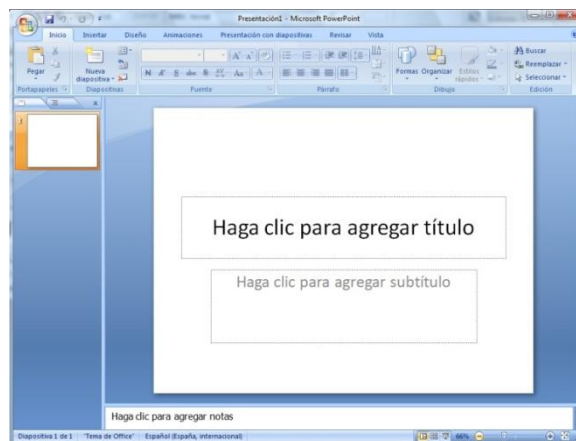 Presentación1 - Microsoft PowerPoint
Inicio Insertar Diseño Animaciones Presentación con diapositivas Revisar Vista
Pegar
Nueva diapositiva
Formas Organizar Estilos rápidos
Buscar
Reemplazar
Seleccionar
Portapapeles Diapositivas Fuente Párrafo Dibujo Edición
1
Haga clic para agregar título
Haga clic para agregar subtítulo
Haga clic para agregar notas
Diapositiva 1 de 1 "Tema de Office" Español (España, internacional) 66%